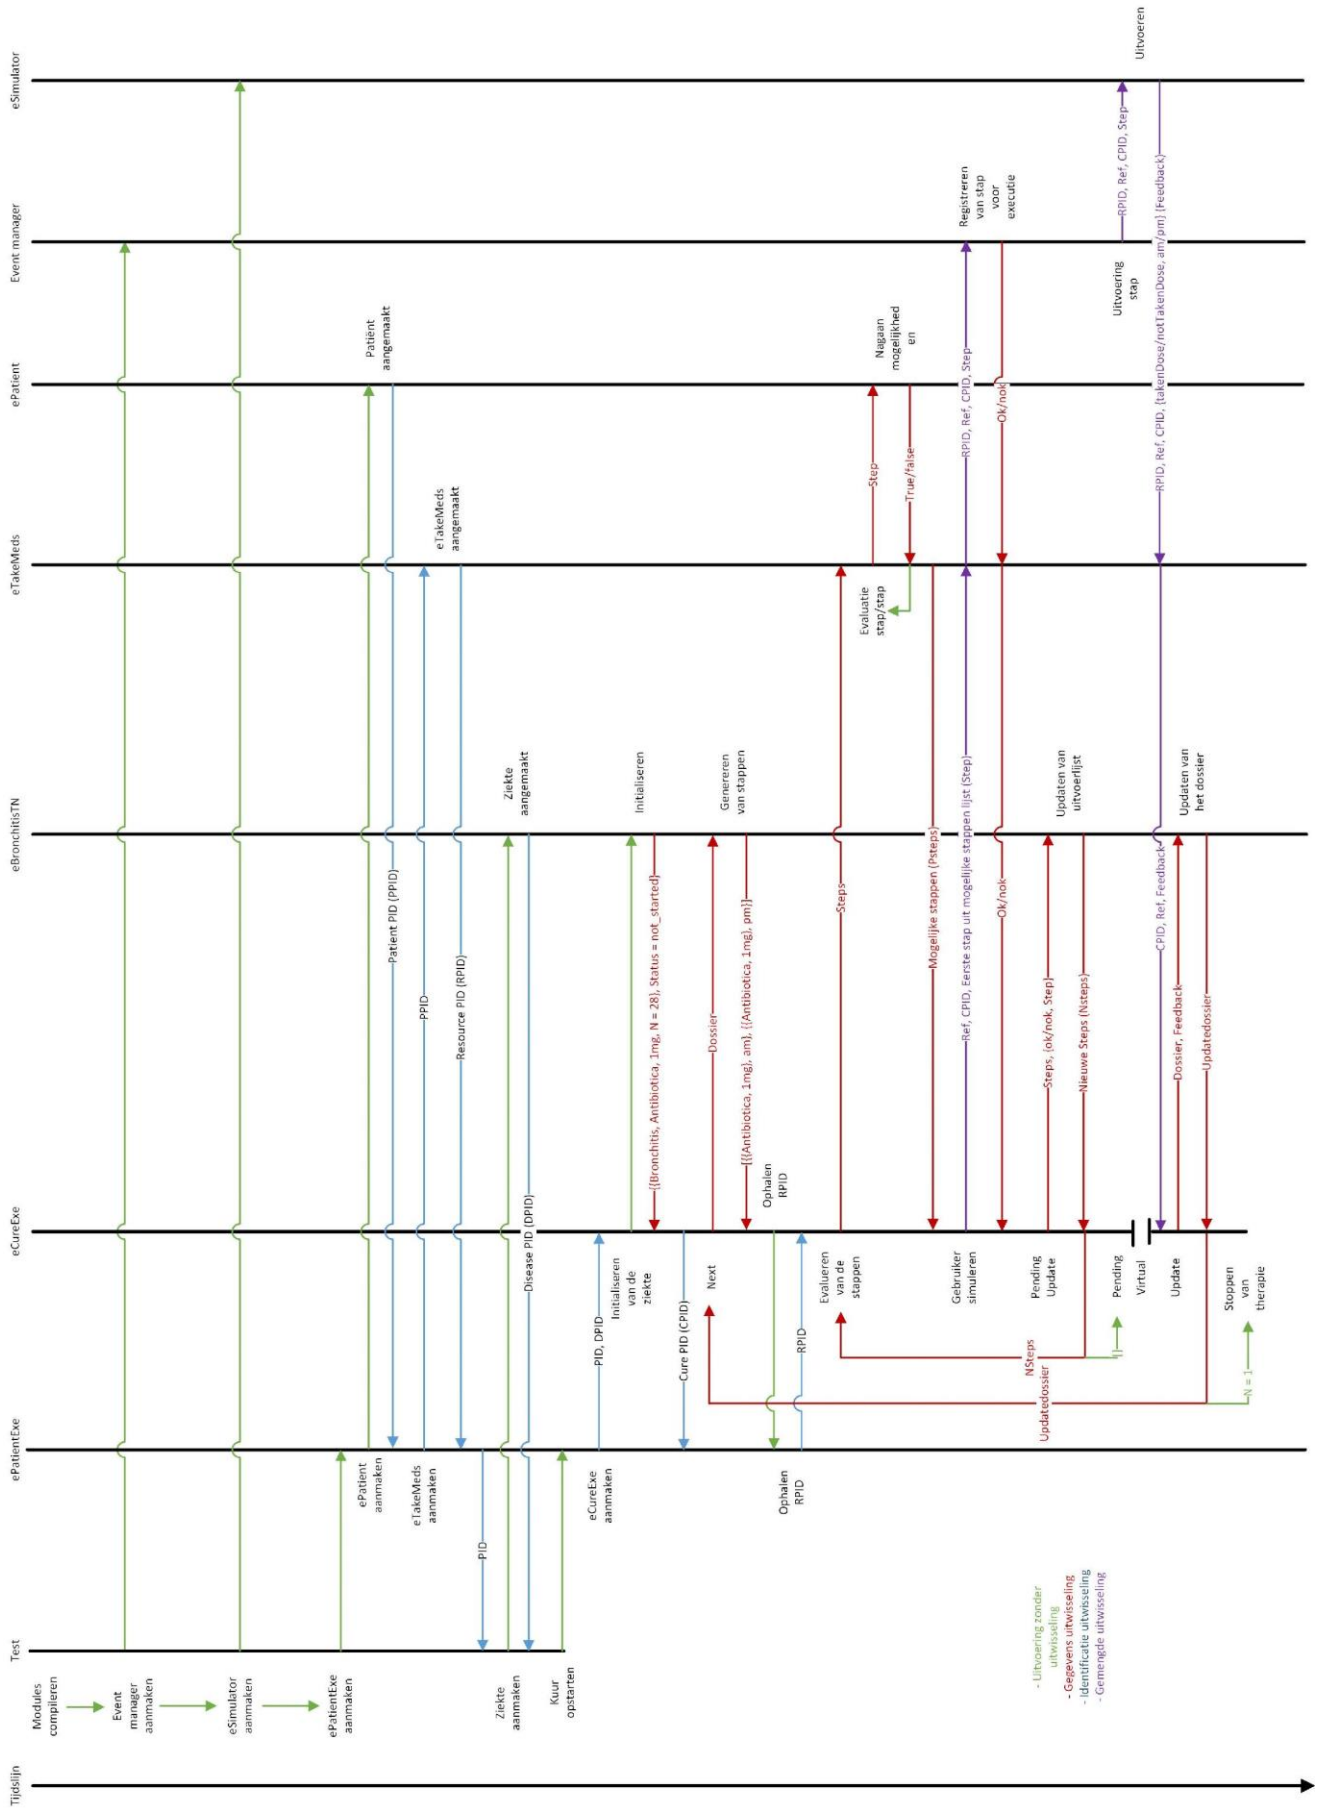 Tijdslijn
Test
ePatientExe
eCureExe
eBronchitisTN
eTakeMeds
ePatient
Event manager
eSimulator
Modules
compileren
Event
manager
aanmaken
eSimulator
aanmaken
ePatientExe
aanmaken
ePatient
aanmaken
Patiënt
aangemaakt
Patient PID (PPID)
eTakeMeds
aanmaken
PPID
eTakeMeds
aangemaakt
Resource PID (RPID)
PID
Ziekte
aanmaken
Ziekte
aangemaakt
Disease PID (DPID)
Kuur
opstarten
eCureExe
aanmaken
PID, DPID
Initialiseren
van de
ziekte
Initialiseren
{{Bronchitis, Antibiotica, 1mg, N = 28}, Status = not_started}
Cure PID (CPID)
Next
Dossier
Genereren
van stappen
[{{Antibiotica, 1mg}, am}, {{Antibiotica, 1mg}, pm}]
Ophalen
RPID
Ophalen
RPID
RPID
Evalueren
van de
stappen
Steps
Evaluatie
stap/stap
Step
Nagaan
mogelijkhed
en
True/false
Mogelijke stappen (Psteps)
Gebruiker
simuleren
Ref, CPID, Eerste stap uit mogelijke stappen lijst (Step)
RPID, Ref, CPID, Step
Registreren
van stap
voor
executie
Ok/nok
Ok/nok
Pending
Update
Steps, {ok/nok, Step}
Updaten van
uitvoerlijst
Nieuwe Steps (Nsteps)
NSteps
[]
Pending
Virtual
Uitvoering
stap
RPID, Ref, CPID, Step
Uitvoeren
RPID, Ref, CPID, {takenDose/notTakenDose, am/pm} (Feedback)
CPID, Ref, Feedback
Update
Dossier, Feedback
Updaten van
het dossier
Updatedossier
Updatedossier
N = 1
Stoppen
van
therapie
- Uitvoering zonder
uitwisseling
- Gegevens uitwisseling
- Identificatie uitwisseling
- Gemengde uitwisseling